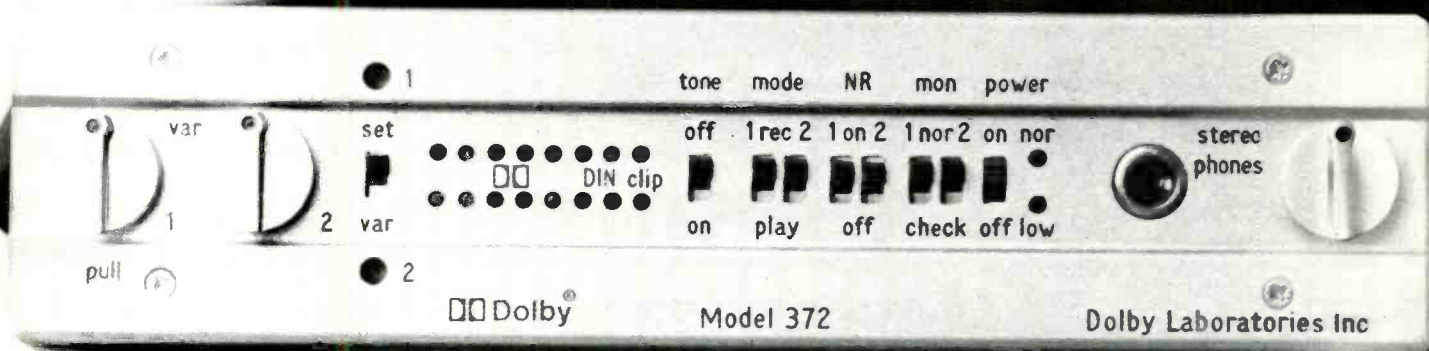 1 tone mode NR mon power
var set off 1 rec 2 1 on 2 1 nor 2 on nor stereo
DIN clip phones
1 2 var on play off check off low
pull 2
Dolby® Model 372 Dolby Laboratories Inc